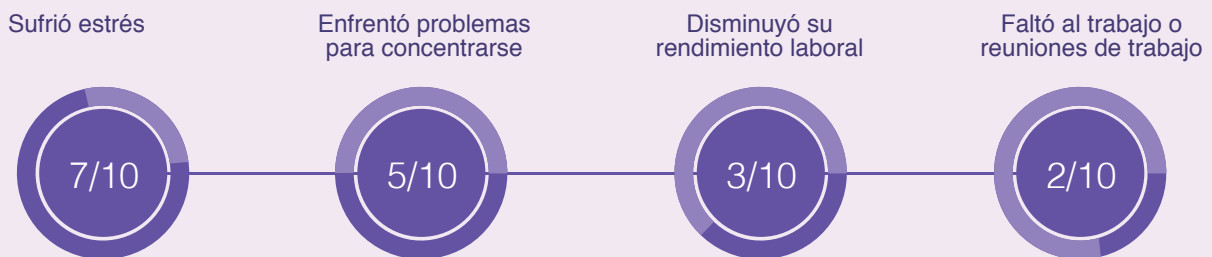 Sufrió estrés
Enfrentó problemas
para concentrarse
Disminuyó su
rendimiento laboral
Faltó al trabajo o
reuniones de trabajo
7/10
5/10
3/10
2/10